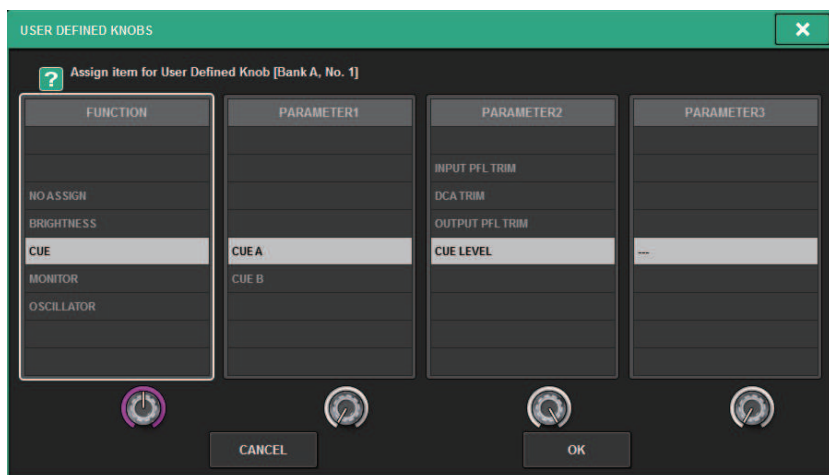 USER DEFINED KNOBS
Assign item for User Defined Knob [Bank A, No. 1]
FUNCTION
NO ASSIGN
BRIGHTNESS
CUE
MONITOR
OSCILLATOR
PARAMETER1
CUE A
CUE B
PARAMETER2
INPUT PFL TRIM
DCA TRIM
OUTPUT PFL TRIM
CUE LEVEL
PARAMETER3
---
CANCEL
OK